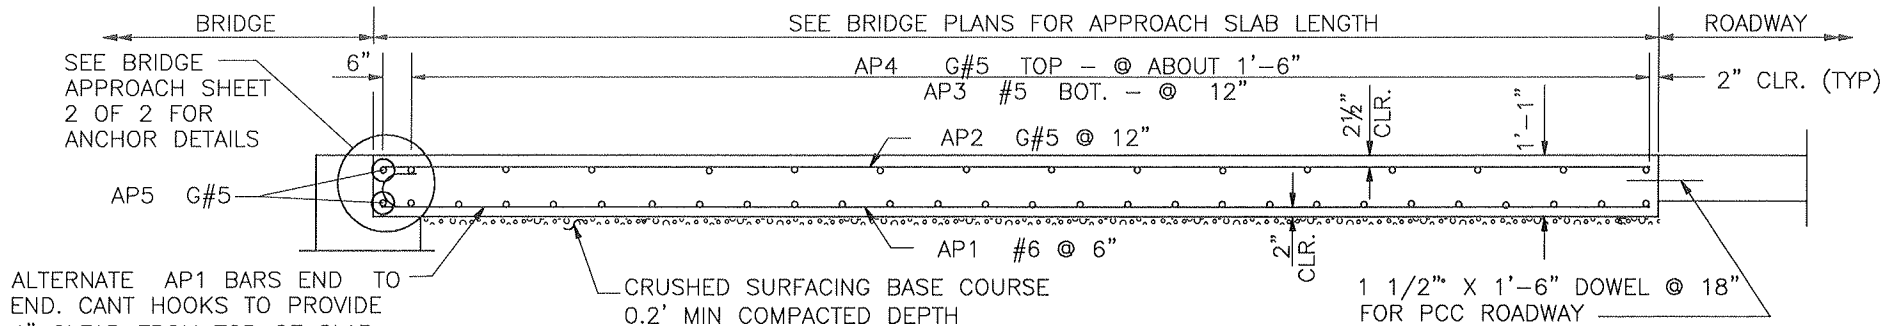 BRIDGE
SEE BRIDGE PLANS FOR APPROACH SLAB LENGTH
ROADWAY
SEE BRIDGE
APPROACH SHEET
2 OF 2 FOR
ANCHOR DETAILS
6"
AP4 G#5 TOP - @ ABOUT 1'-6"
AP3 #5 BOT. - @ 12"
2" CLR. (TYP)
2½"
CLR.
1'-1"
AP2 G#5 @ 12"
AP5 G#5
AP1 #6 @ 6"
2"
CLR.
ALTERNATE AP1 BARS END TO
END. CANT HOOKS TO PROVIDE
CRUSHED SURFACING BASE COURSE
0.2' MIN COMPACTED DEPTH
1 1/2" X 1'-6" DOWEL @ 18"
FOR PCC ROADWAY